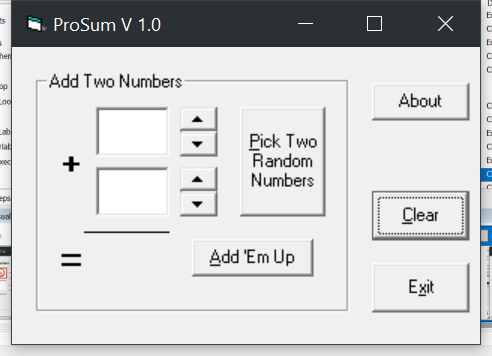 ProSum V 1.0
Add Two Numbers
About
+
Pick Two
Random
Numbers
Clear
=
Add 'Em Up
Exit